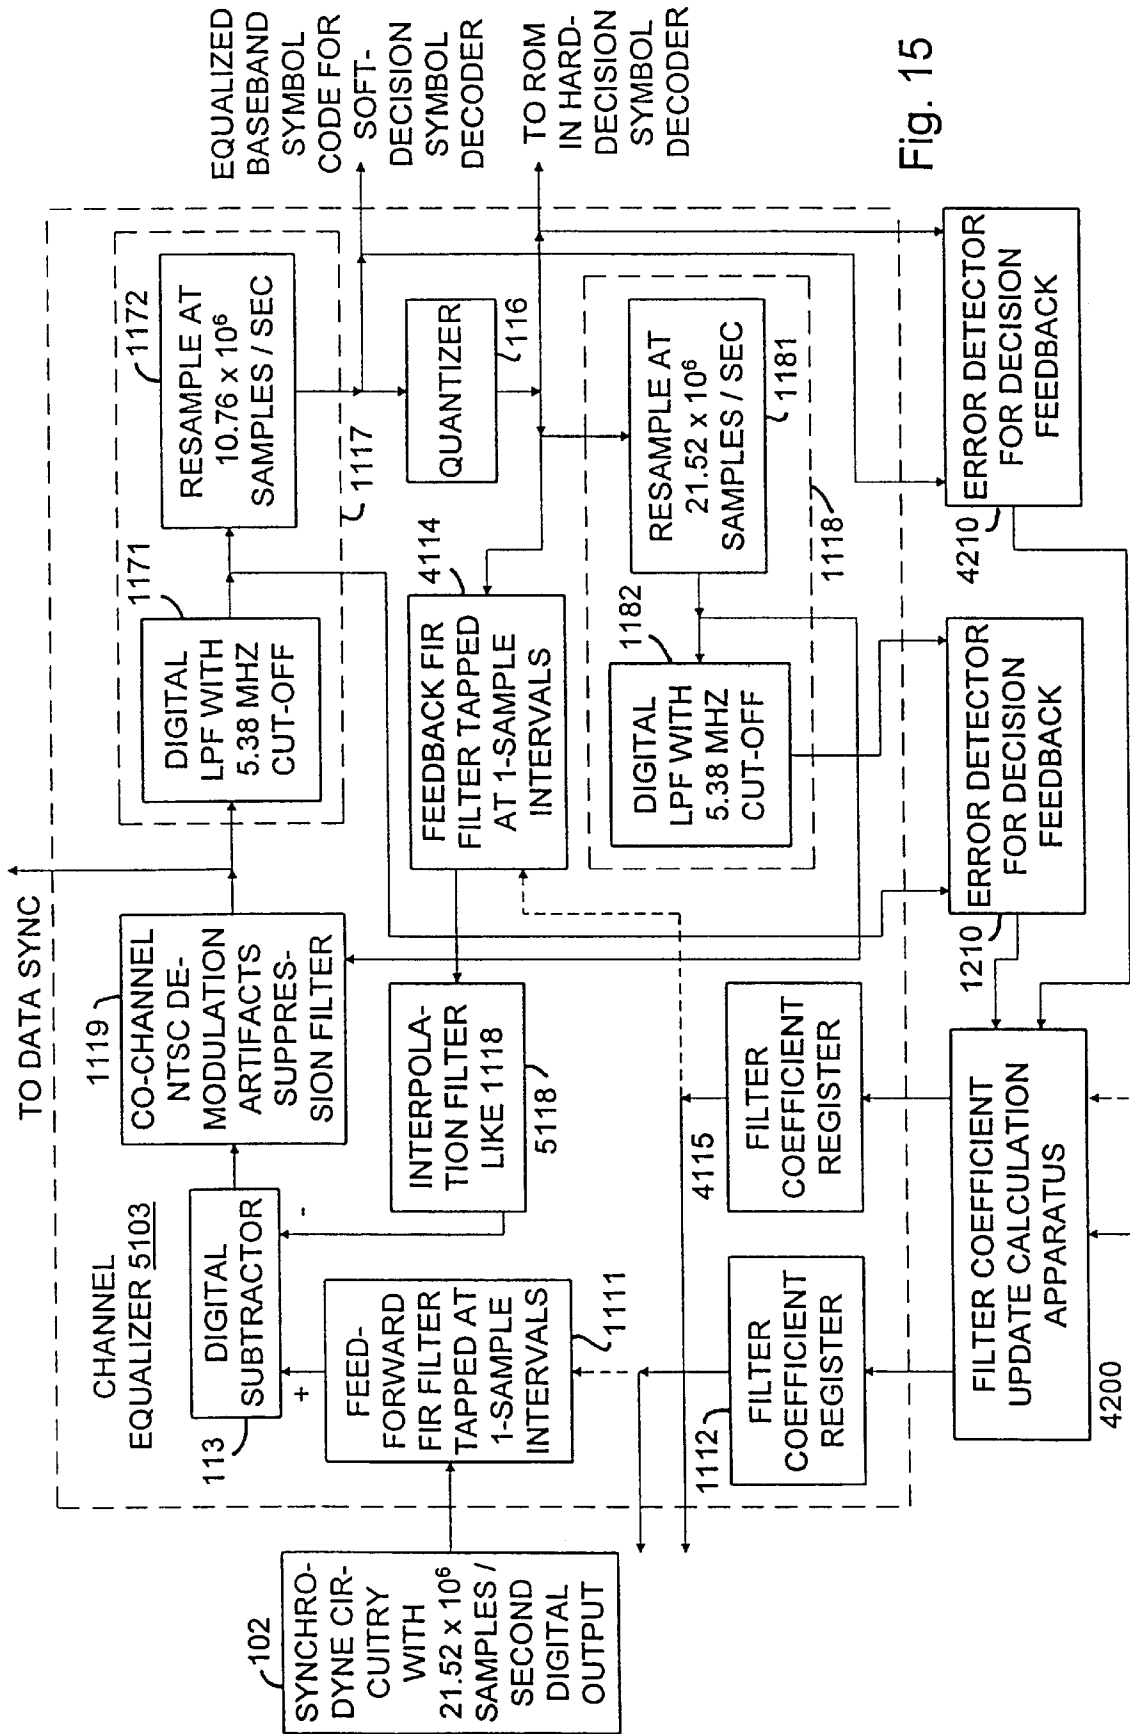 TO DATA SYNC
EQUALIZED
BASEBAND
SYMBOL
CODE FOR
SOFT-
DECISION
SYMBOL
DECODER
TO ROM
IN HARD-
DECISION
SYMBOL
DECODER
Fig. 15
CHANNEL
EQUALIZER 5103
102
SYNCHRO-
DYNE CIR-
CUITRY
WITH
21.52 x 10⁶
SAMPLES /
SECOND
DIGITAL
OUTPUT
113
DIGITAL
SUBTRACTOR
+
-
FEED-
FORWARD
FIR FILTER
TAPPED AT
1-SAMPLE
INTERVALS
1111
1119
CO-CHANNEL
NTSC DE-
MODULATION
ARTIFACTS
SUPPRES-
SION FILTER
INTERPOLA-
TION FILTER
LIKE 1118
5118
1171
DIGITAL
LPF WITH
5.38 MHZ
CUT-OFF
1172
RESAMPLE AT
10.76 x 10⁶
SAMPLES / SEC
1117
QUANTIZER
116
4114
FEEDBACK FIR
FILTER TAPPED
AT 1-SAMPLE
INTERVALS
RESAMPLE AT
21.52 x 10⁶
SAMPLES / SEC
1181
1182
DIGITAL
LPF WITH
5.38 MHZ
CUT-OFF
1118
1112
FILTER
COEFFICIENT
REGISTER
4115
FILTER
COEFFICIENT
REGISTER
FILTER COEFFICIENT
UPDATE CALCULATION
APPARATUS
4200
1210
ERROR DETECTOR
FOR DECISION
FEEDBACK
4210
ERROR DETECTOR
FOR DECISION
FEEDBACK